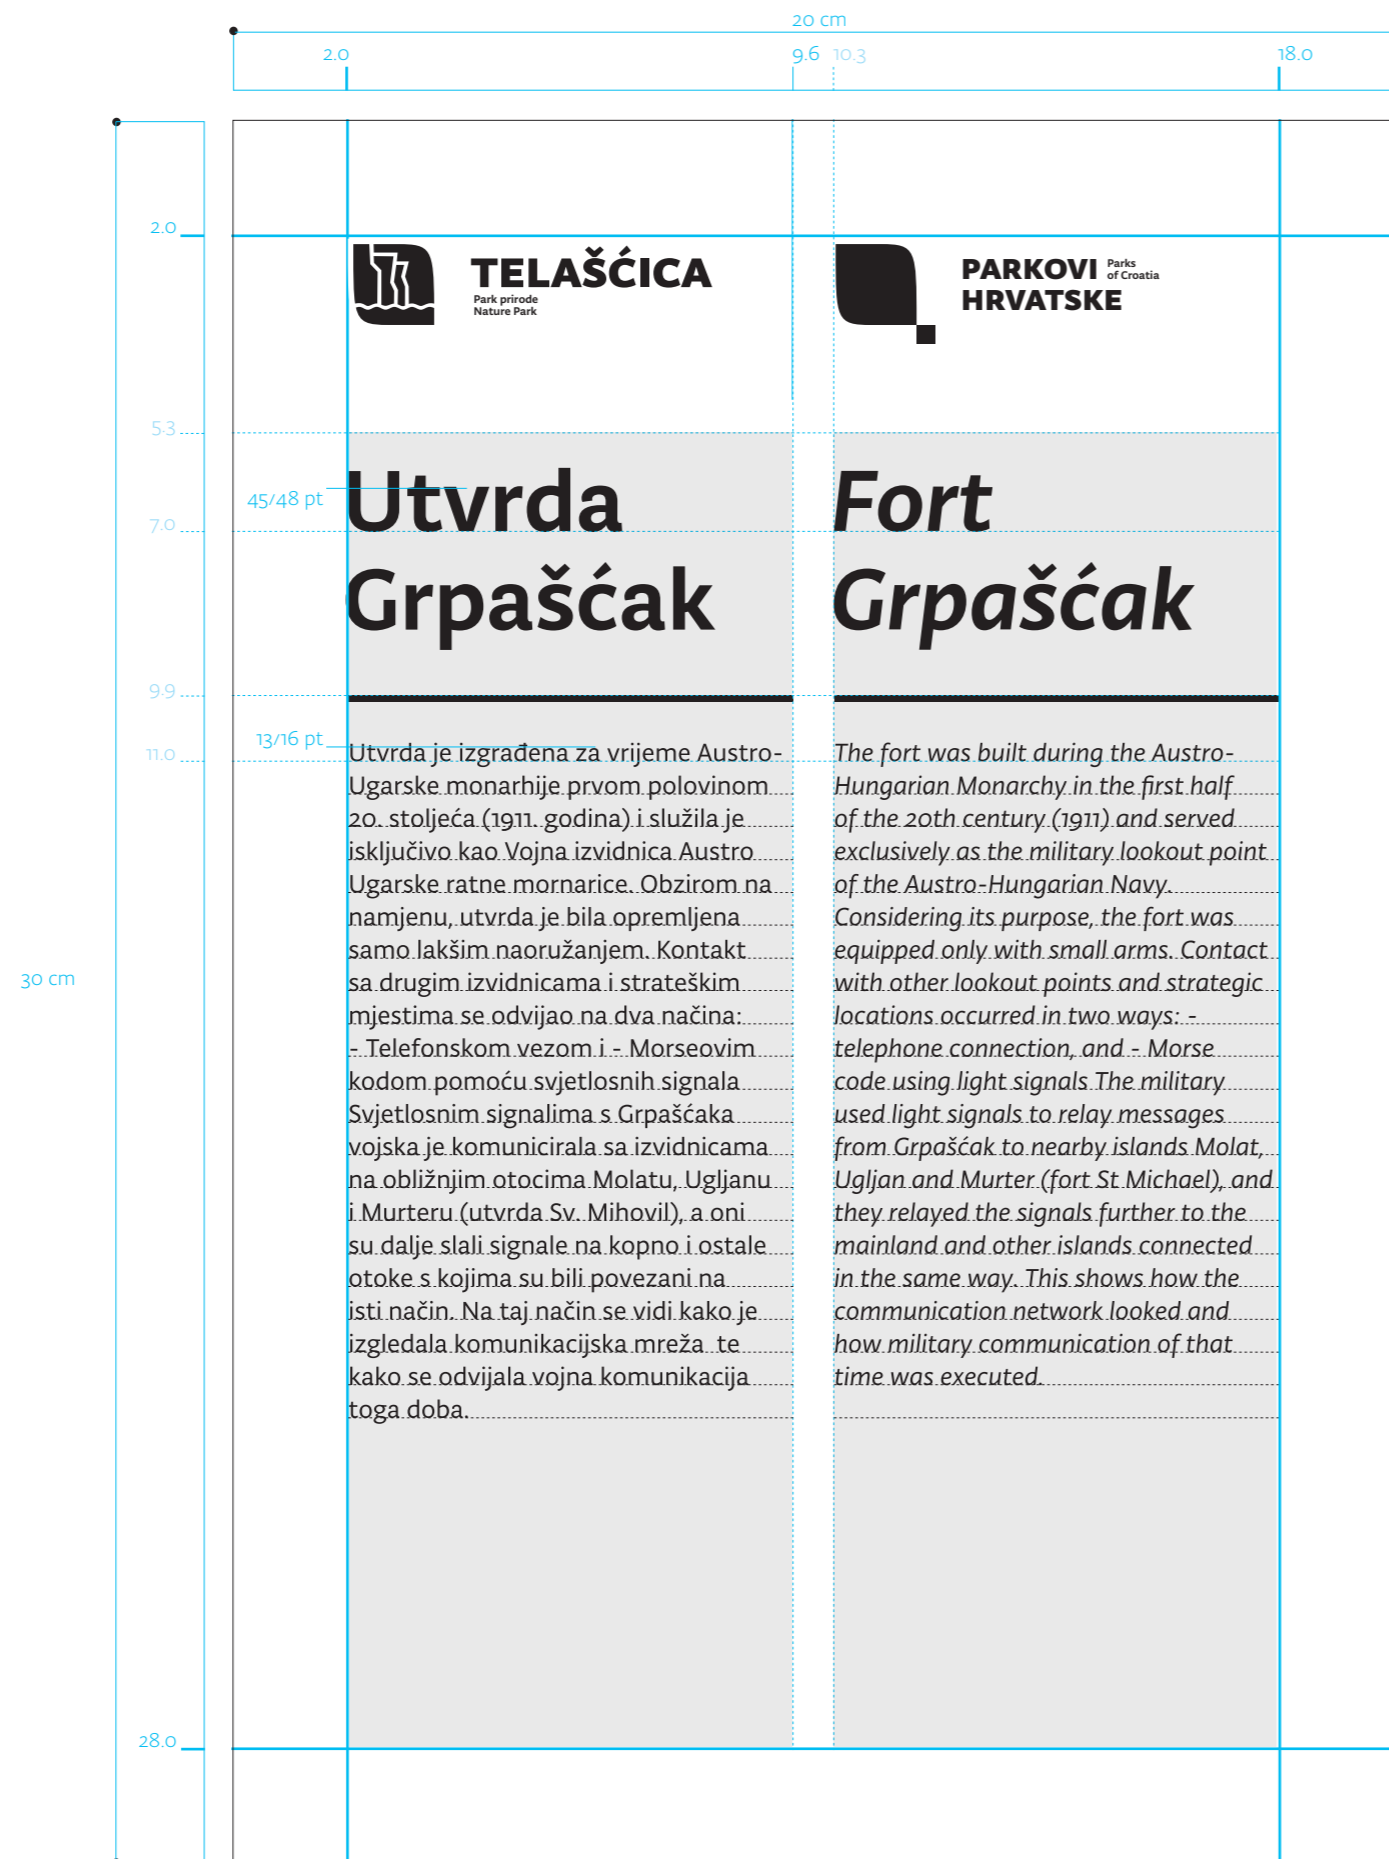 20 cm
2.0
9.6
10.3
18.0
2.0
TELAŠĆICA
Park prirode
Nature Park
PARKOVI
HRVATSKE
Parks
of Croatia
5.3
45/48 pt
7.0
Utvrda
Grpašćak
Fort
Grpašćak
9.9
13/16 pt
11.0
Utvrda je izgrađena za vrijeme Austro-
Ugarske monarhije prvom polovinom
20. stoljeća (1911. godina) i služila je
isključivo kao Vojna izvidnica Austro
Ugarske ratne mornarice. Obzirom na
namjenu, utvrda je bila opremljena
samo lakšim naoružanjem. Kontakt
sa drugim izvidnicama i strateškim
mjestima se odvijao na dva načina:
- Telefonskom vezom i - Morseovim
kodom pomoću svjetlosnih signala
Svjetlosnim signalima s Grpašćaka
vojska je komunicirala sa izvidnicama
na obližnjim otocima Molatu, Ugljanu
i Murteru (utvrda Sv. Mihovil), a oni
su dalje slali signale na kopno i ostale
otoke s kojima su bili povezani na
isti način. Na taj način se vidi kako je
izgledala komunikacijska mreža  te
kako se odvijala vojna komunikacija
toga doba.
The fort was built during the Austro-
Hungarian Monarchy in the first half
of the 20th century (1911) and served
exclusively as the military lookout point
of the Austro-Hungarian Navy.
Considering its purpose, the fort was
equipped only with small arms. Contact
with other lookout points and strategic
locations occurred in two ways: -
telephone connection, and - Morse
code using light signals The military
used light signals to relay messages
from Grpašćak to nearby islands Molat,
Ugljan and Murter (fort St Michael), and
they relayed the signals further to the
mainland and other islands connected
in the same way. This shows how the
communication network looked and
how military communication of that
time was executed.
30 cm
28.0